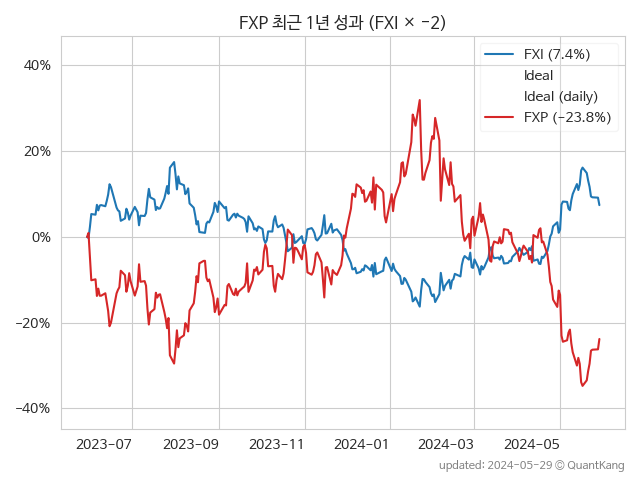 FXP 최근 1년 성과 (FXI × −2)
FXI (7.4%)
Ideal
Ideal (daily)
FXP (−23.8%)
40%
20%
0%
−20%
−40%
2023-07 2023-09 2023-11 2024-01 2024-03 2024-05
updated: 2024-05-29 © QuantKang